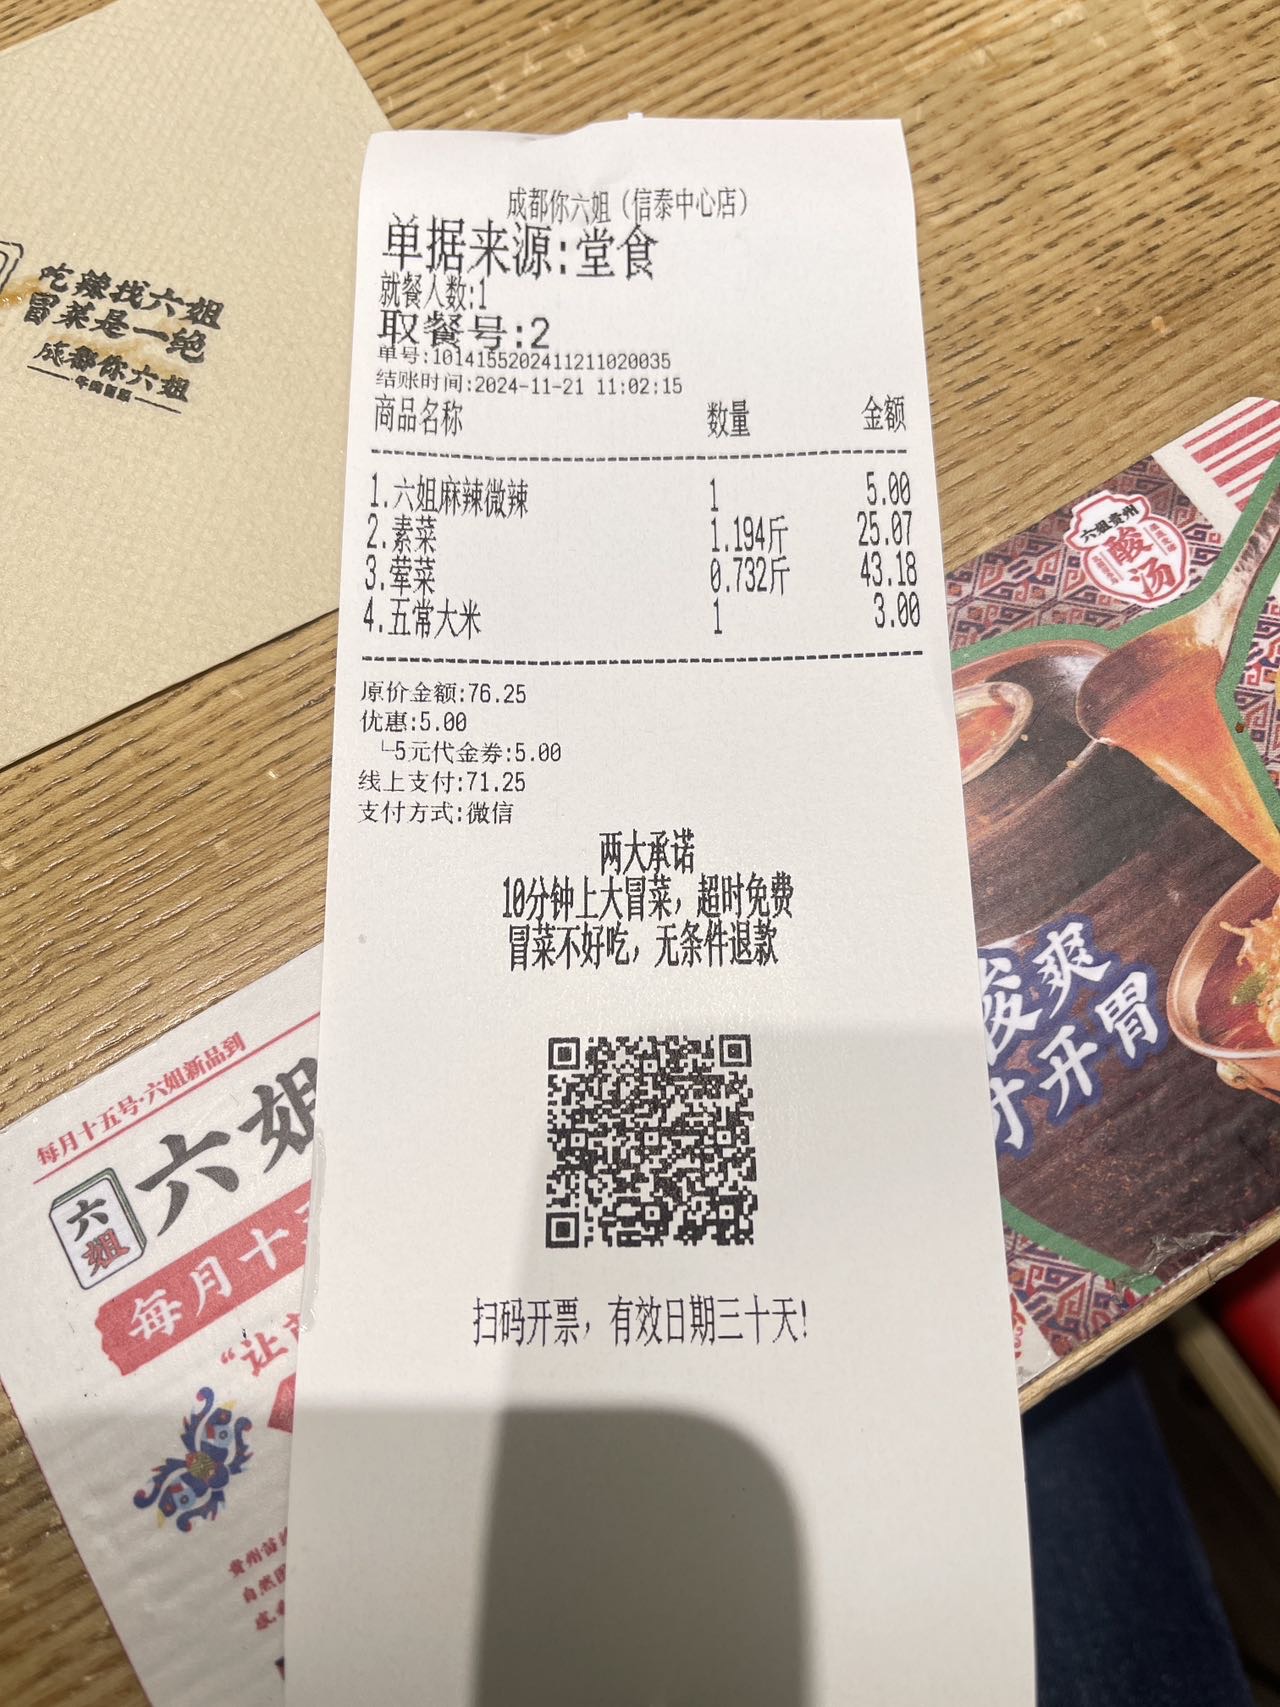 成都你六姐（信泰中心店）
单据来源:堂食
就餐人数:1
取餐号:2
单号:10141552024112110200​35
结账时间:2024-11-21 11:02:15
商品名称 数量 金额
1.六姐麻辣微辣 1 5.00
2.素菜 1.194斤 25.07
3.荤菜 0.732斤 43.18
4.五常大米 1 3.00
原价金额:76.25
优惠:5.00
└5元代金券:5.00
线上支付:71.25
支付方式:微信
两大承诺
10分钟上大冒菜，超时免费
冒菜不好吃，无条件退款
扫码开票，有效日期三十天!
吃辣找六姐
冒菜是一绝
成都你六姐
每月十五号·六姐新品到
六姐
六姐
每月十五
“让
六姐贵州
酸汤
酸爽
才开胃